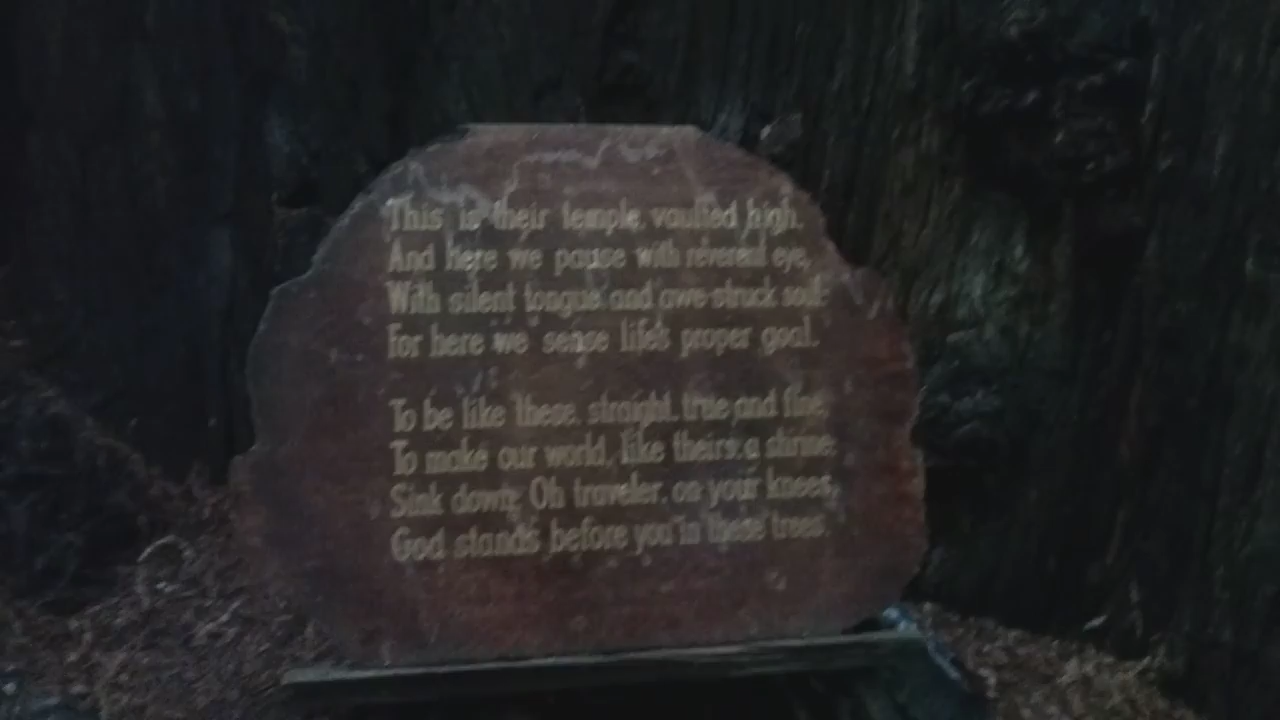 This is their temple, vaulted high,
And here we pause with reverent eye,
With silent tongue and awe-struck soul;
For here we sense life's proper goal.
To be like these, straight, true and fine,
To make our world, like theirs, a shrine;
Sink down, Oh traveler, on your knees,
God stands before you in these trees.